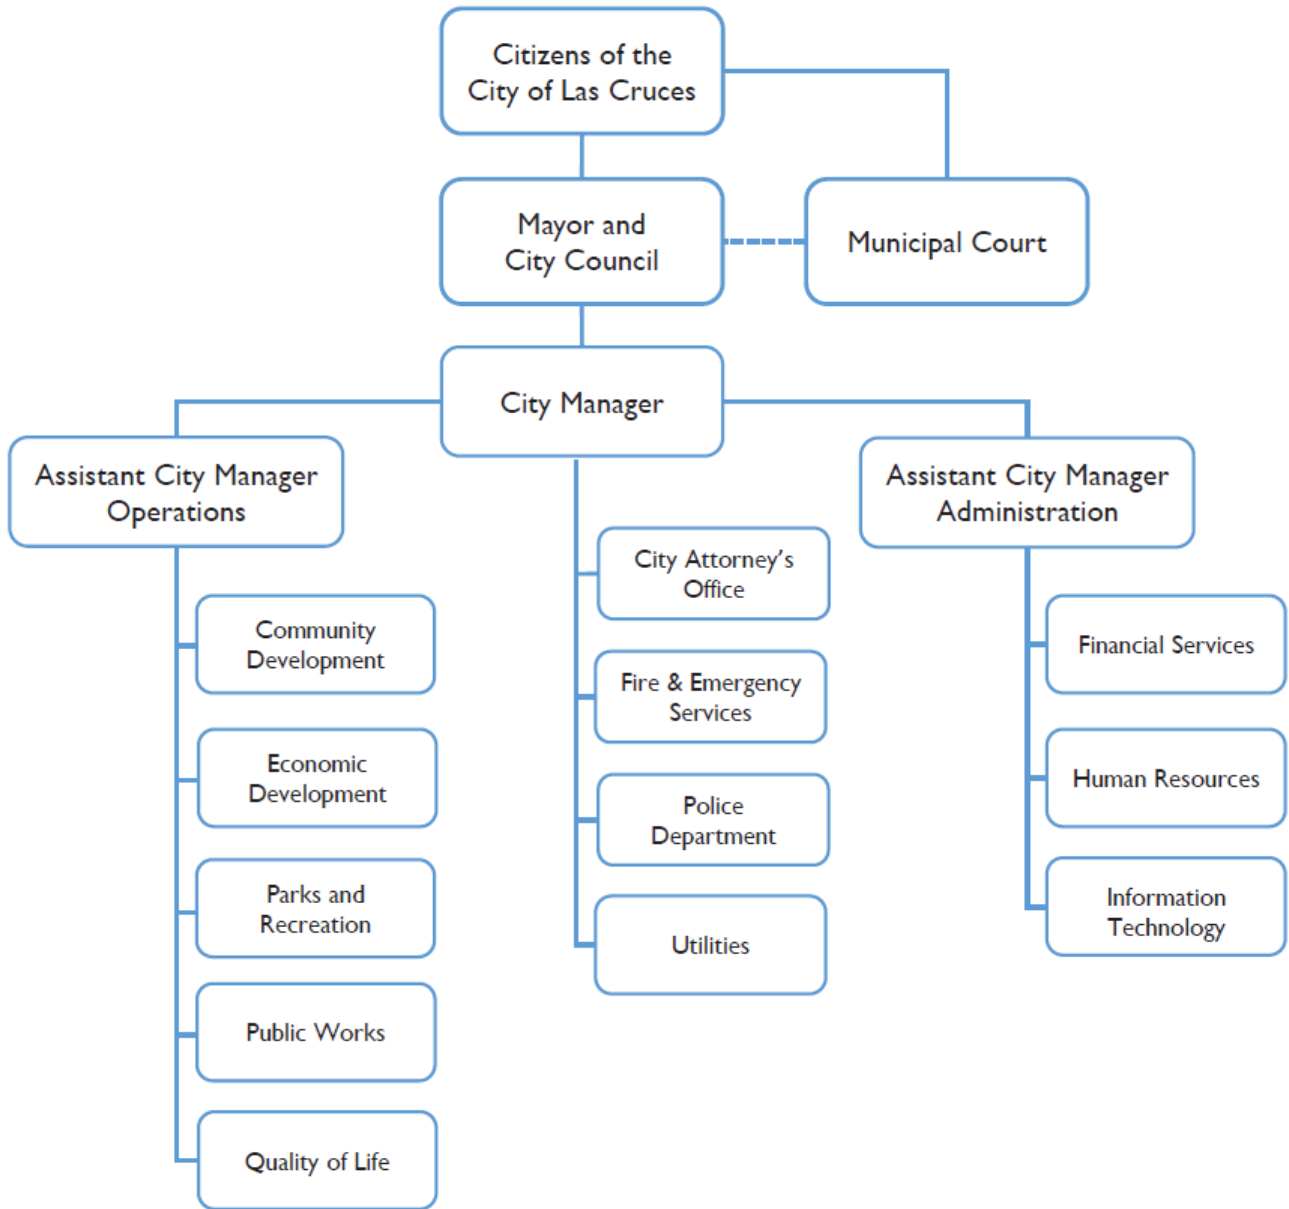 Citizens of the
City of Las Cruces
Mayor and
City Council
Municipal Court
City Manager
Assistant City Manager
Operations
Assistant City Manager
Administration
Community
Development
Economic
Development
Parks and
Recreation
Public Works
Quality of Life
City Attorney’s
Office
Fire & Emergency
Services
Police
Department
Utilities
Financial Services
Human Resources
Information
Technology